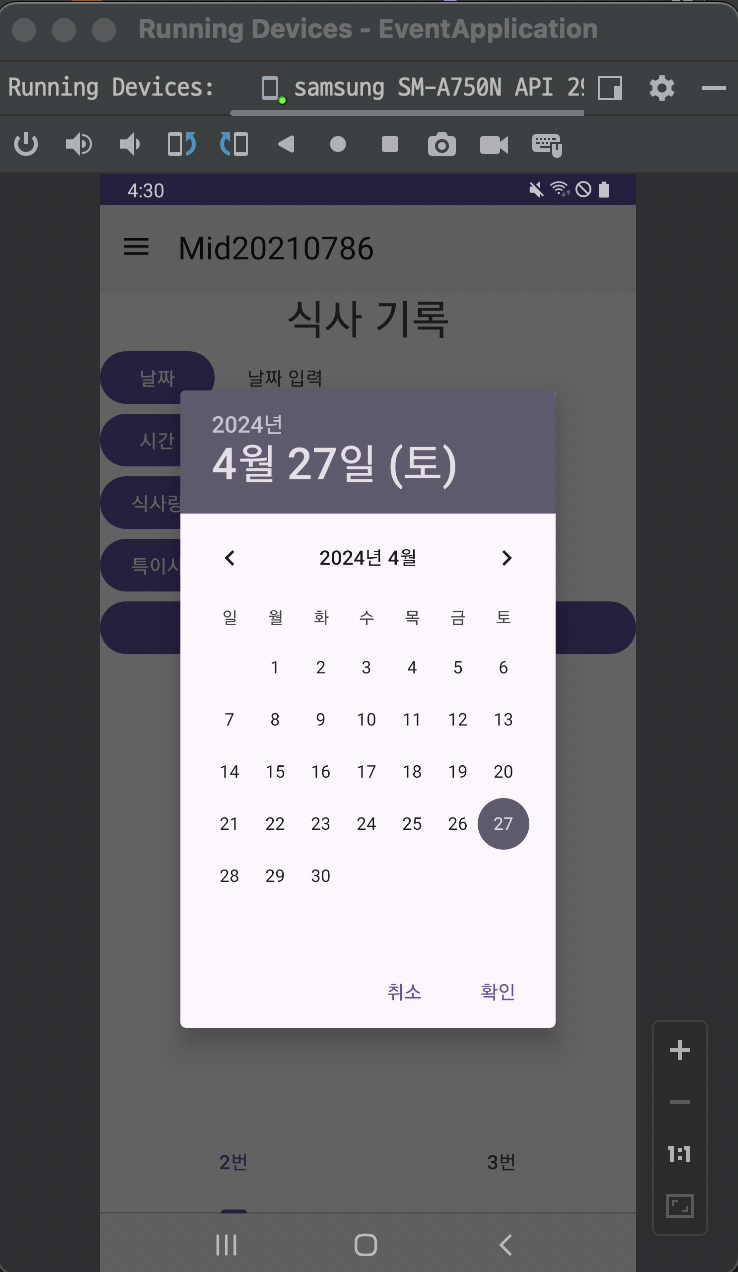 Running Devices - EventApplication
Running Devices: samsung SM-A750N API 29
4:30
Mid20210786
식사 기록
날짜 날짜 입력
시간
식사량
특이사
2024년
4월 27일 (토)
2024년 4월
일 월 화 수 목 금 토
1 2 3 4 5 6
7 8 9 10 11 12 13
14 15 16 17 18 19 20
21 22 23 24 25 26 27
28 29 30
취소 확인
1:1
2번 3번